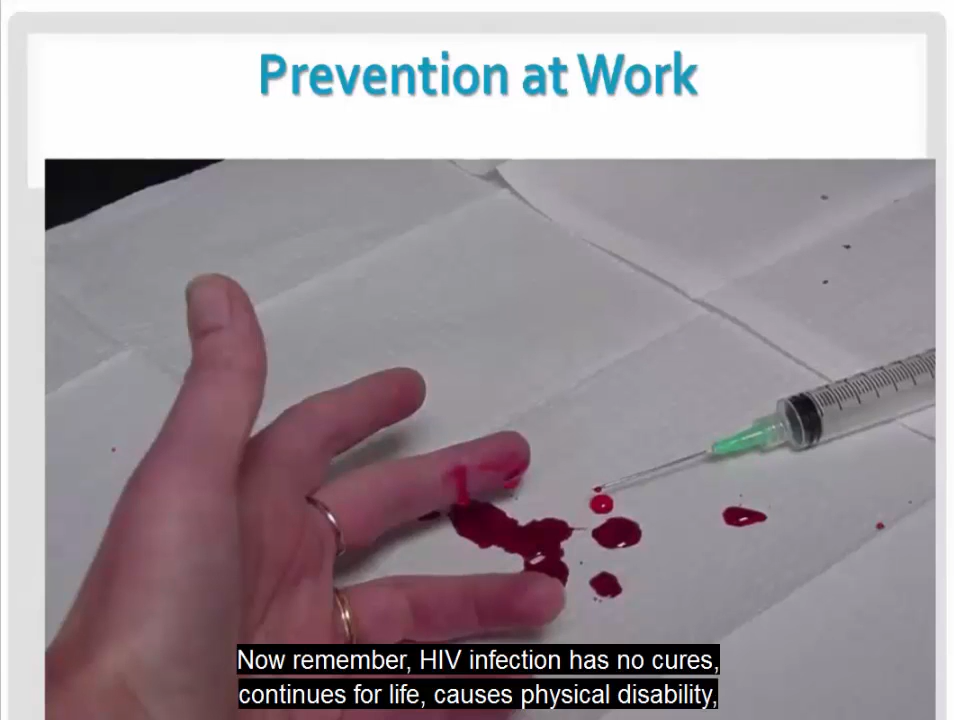 Prevention at Work
Now remember, HIV infection has no cures,
continues for life, causes physical disability,